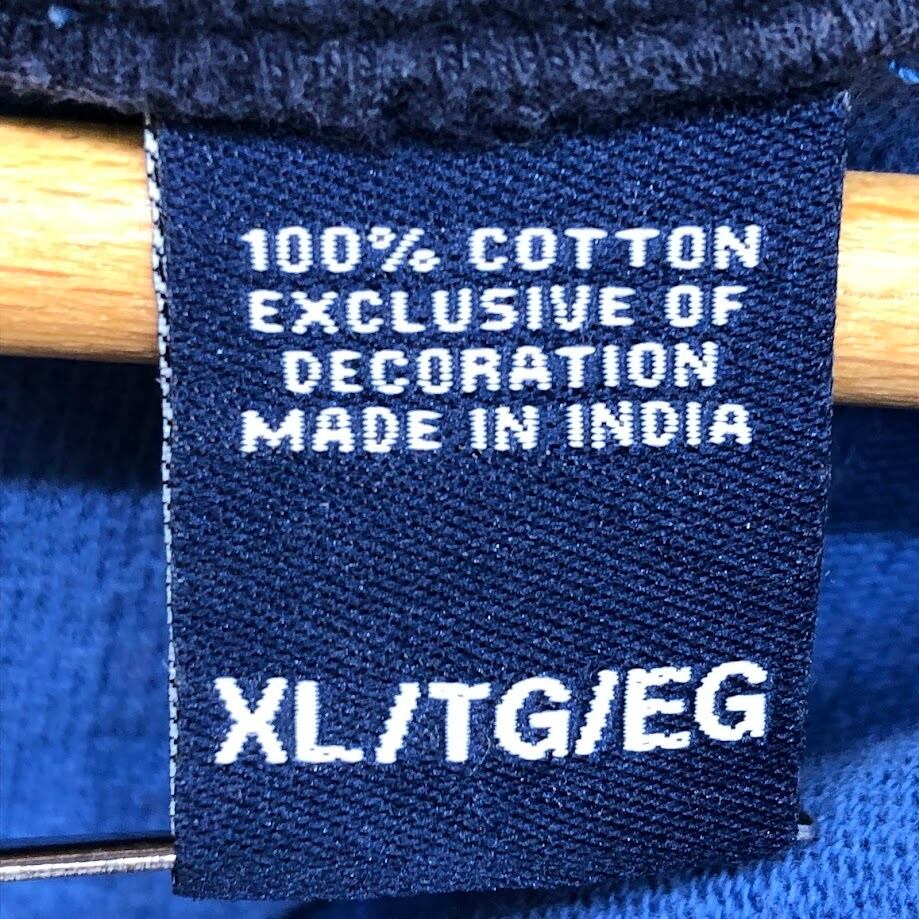 100% COTTON
EXCLUSIVE OF
DECORATION
MADE IN INDIA
XL/TG/EG